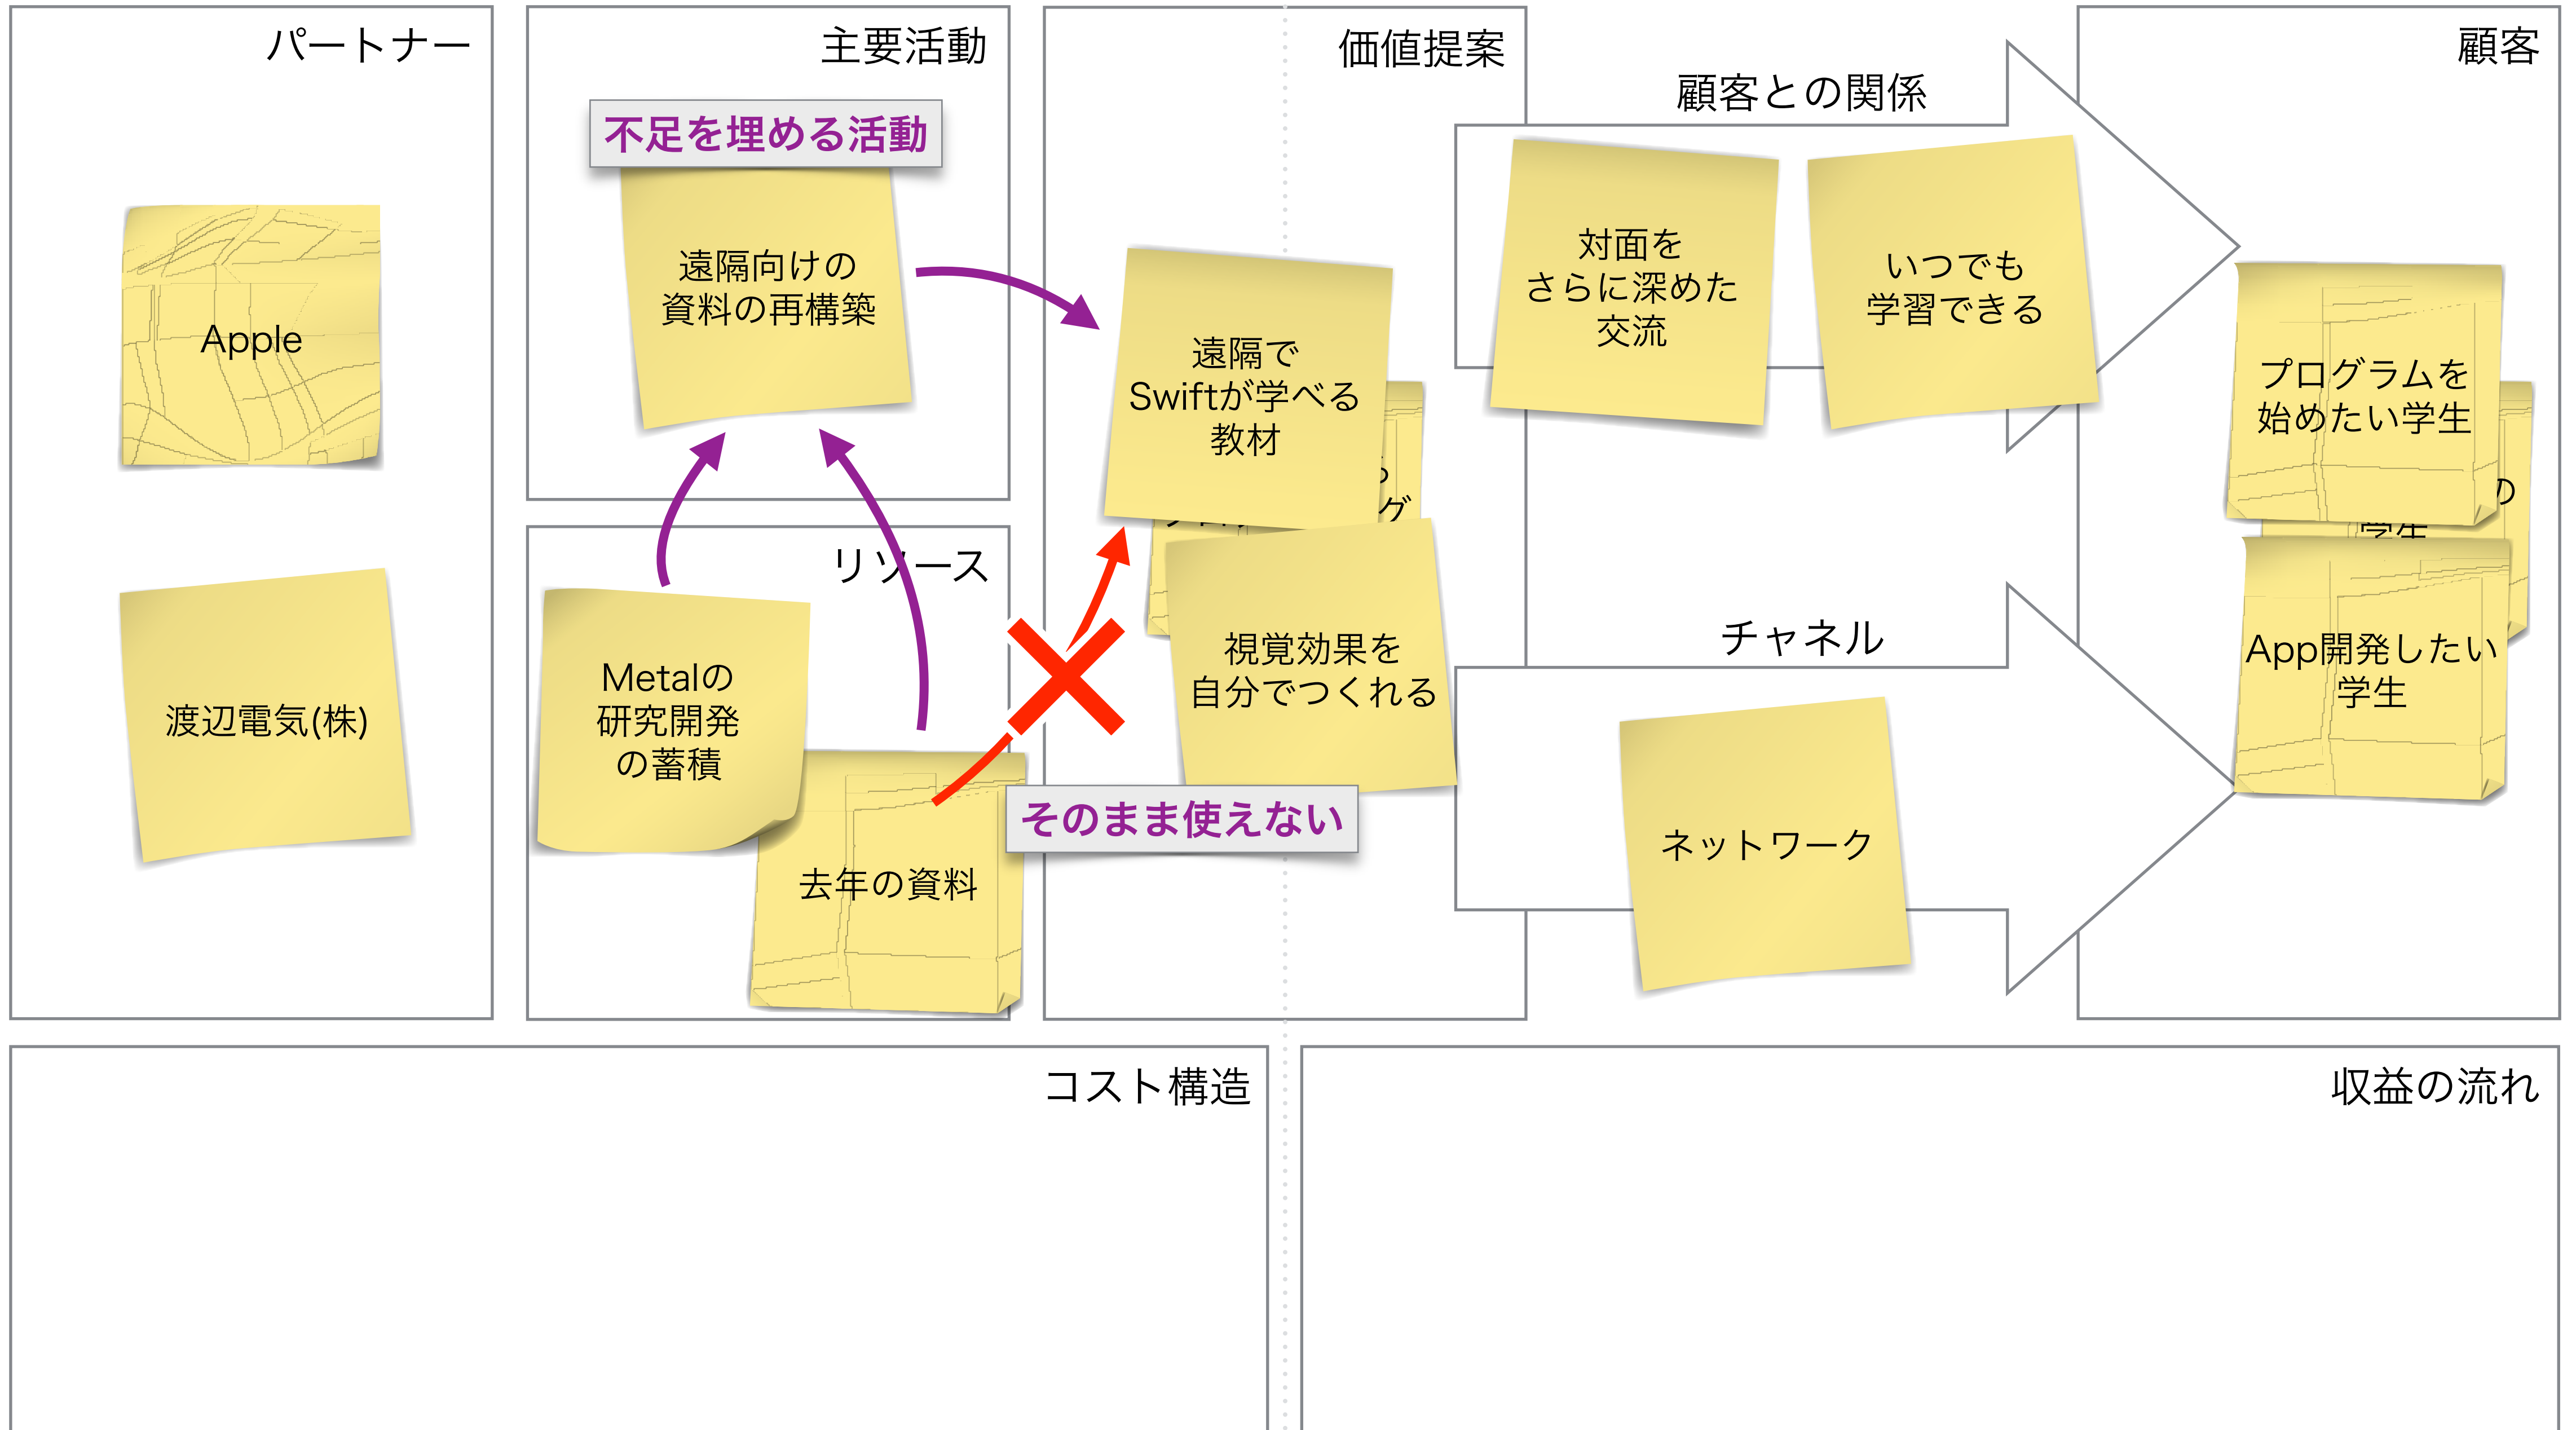 パートナー
Apple
渡辺電気(株)
主要活動
不足を埋める活動
遠隔向けの
資料の再構築
リソース
Metalの
研究開発
の蓄積
去年の資料
価値提案
遠隔で
Swiftが学べる
教材
視覚効果を
自分でつくれる
そのまま使えない
顧客との関係
対面を
さらに深めた
交流
いつでも
学習できる
チャネル
ネットワーク
顧客
プログラムを
始めたい学生
の
学生
App開発したい
学生
コスト構造
収益の流れ